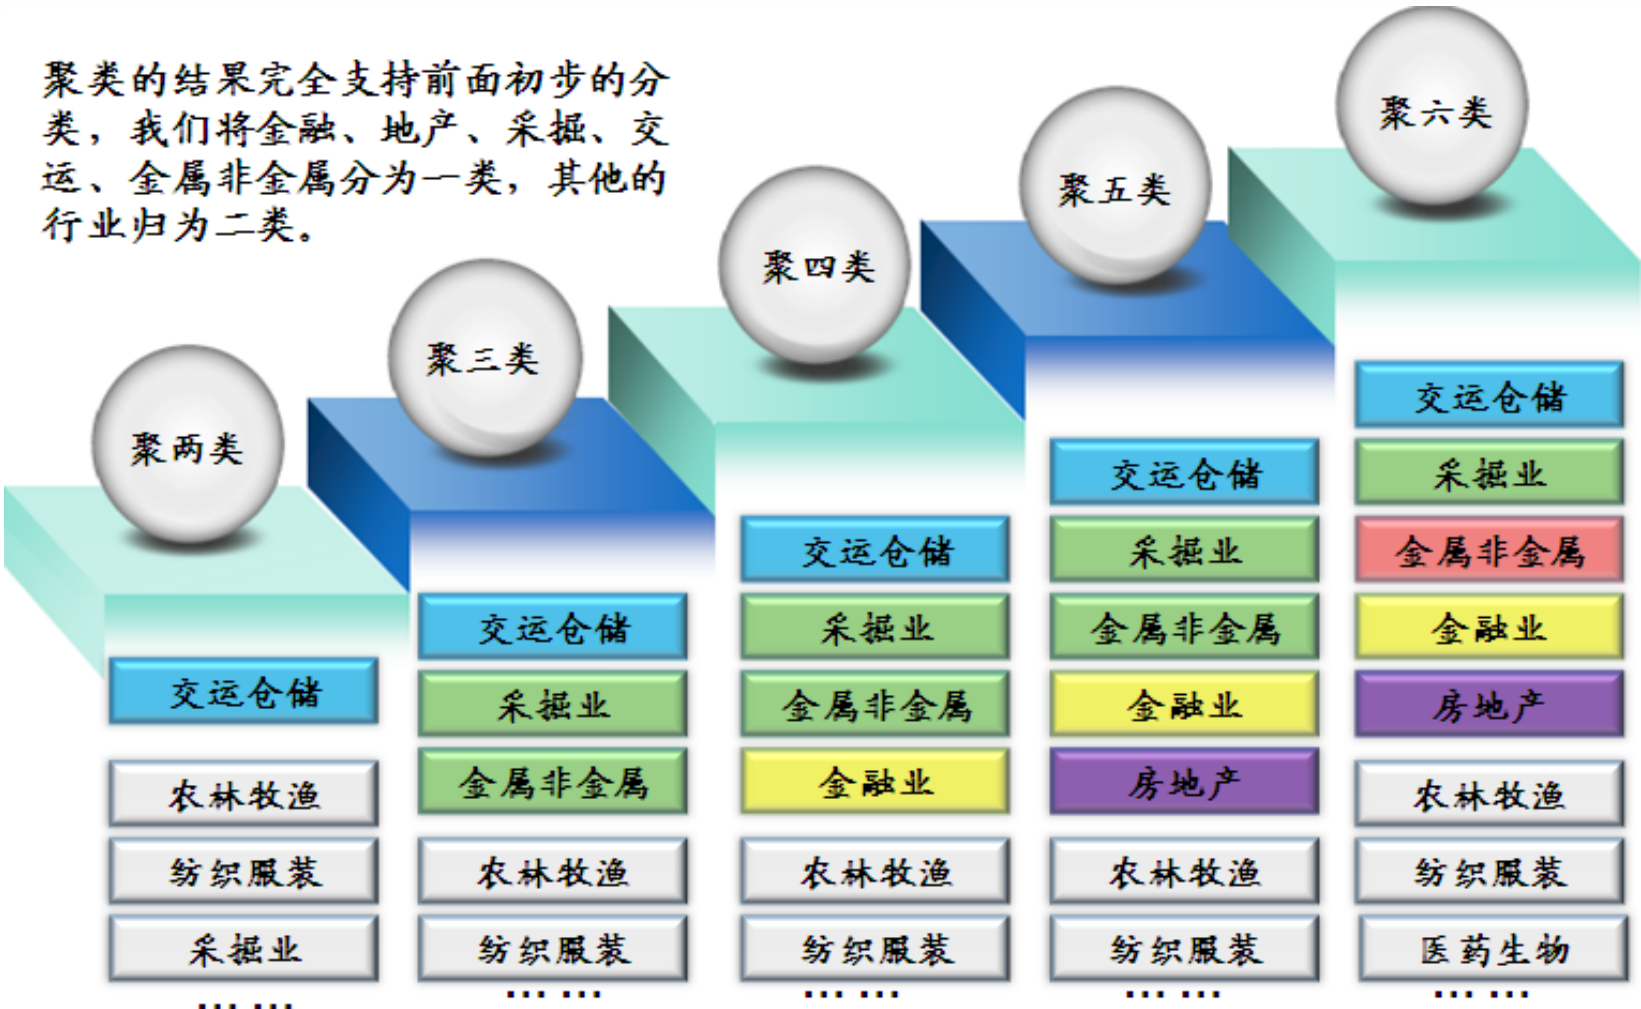 聚类的结果完全支持前面初步的分
类，我们将金融、地产、采掘、交
运、金属非金属分为一类，其他的
行业归为二类。
聚两类
交运仓储
农林牧渔
纺织服装
采掘业
... ...
聚三类
交运仓储
采掘业
金属非金属
农林牧渔
纺织服装
... ...
聚四类
交运仓储
采掘业
金属非金属
金融业
农林牧渔
纺织服装
... ...
聚五类
交运仓储
采掘业
金属非金属
金融业
房地产
农林牧渔
纺织服装
... ...
聚六类
交运仓储
采掘业
金属非金属
金融业
房地产
农林牧渔
纺织服装
医药生物
... ...